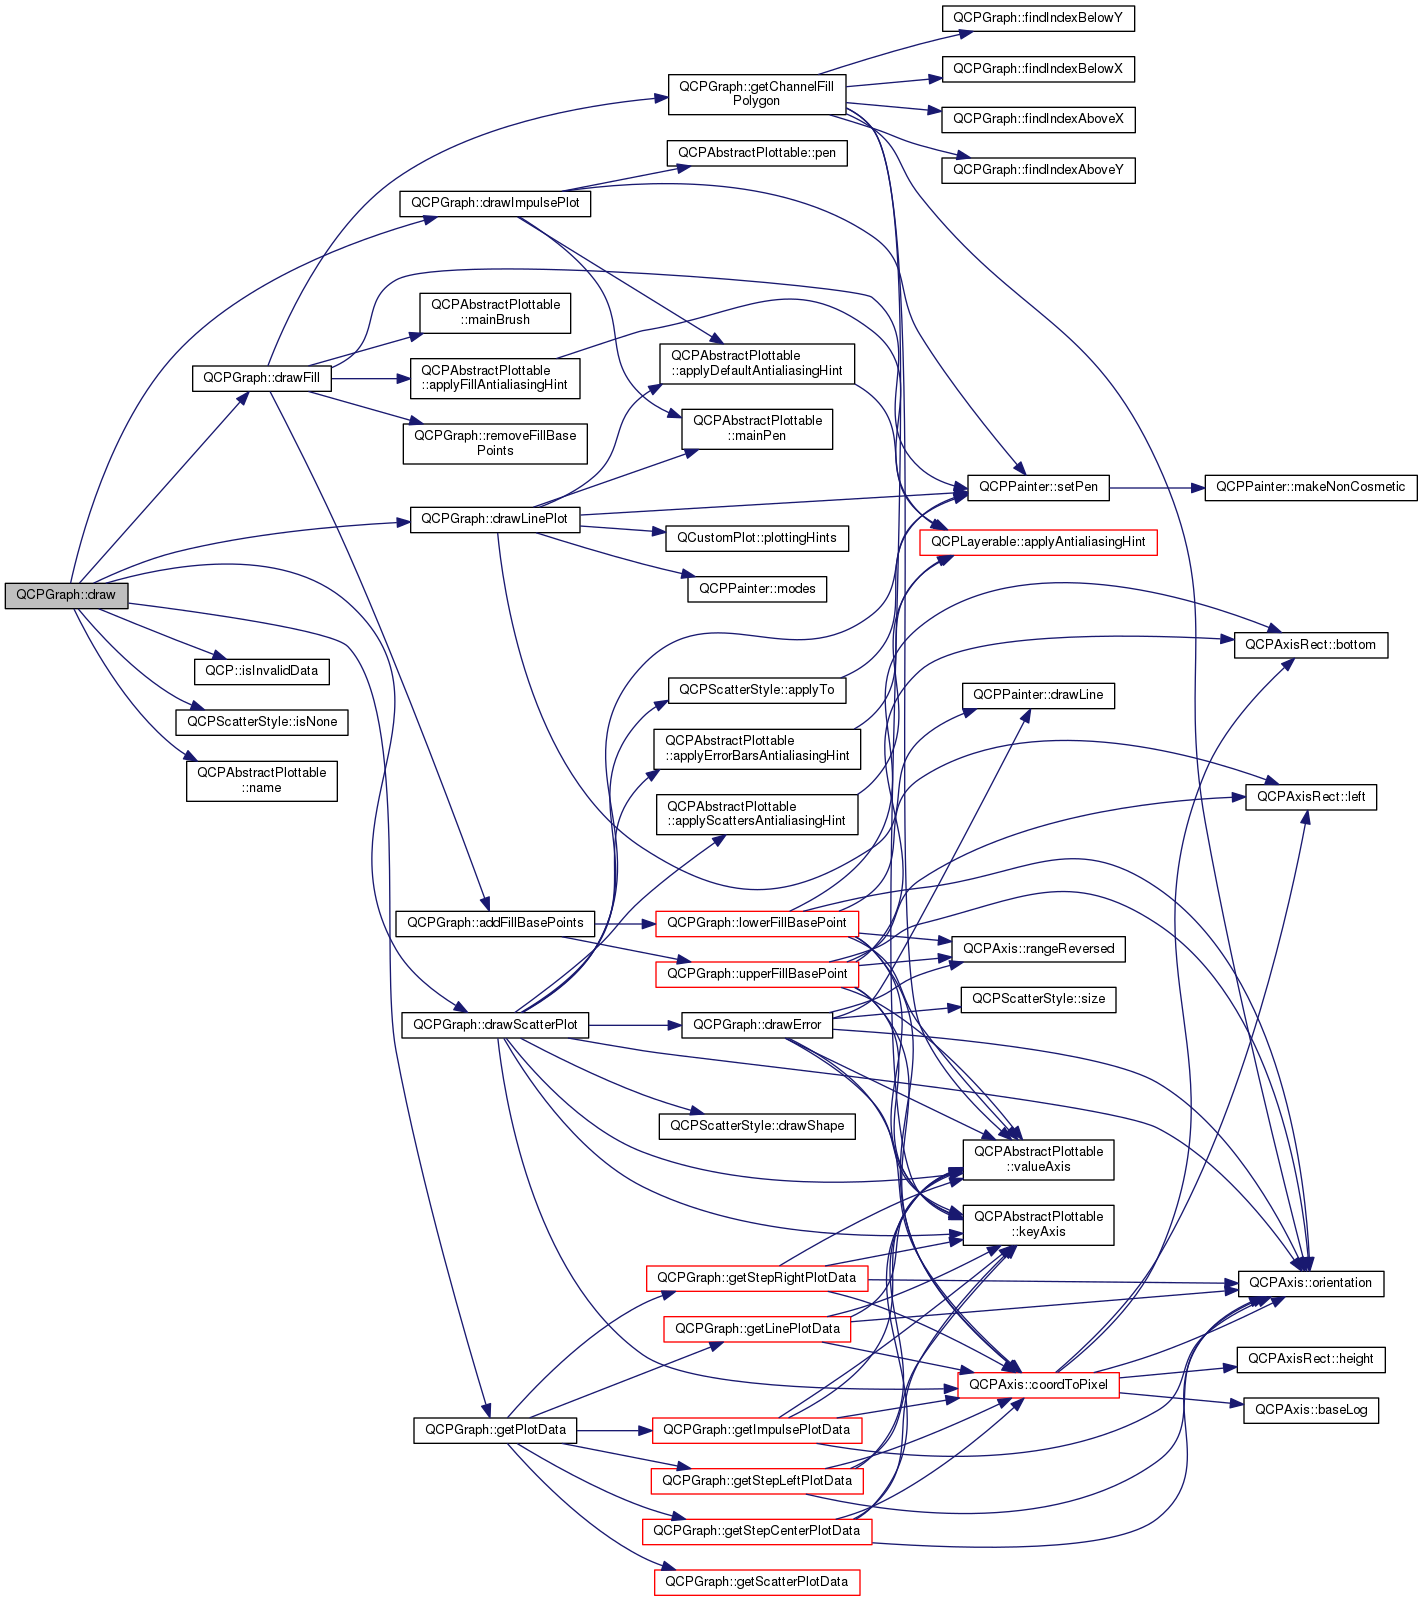 QCPGraph::draw
QCPGraph::drawFill
QCP::isInvalidData
QCPScatterStyle::isNone
QCPAbstractPlottable
::name
QCPGraph::drawImpulsePlot
QCPAbstractPlottable
::mainBrush
QCPAbstractPlottable
::applyFillAntialiasingHint
QCPGraph::removeFillBase
Points
QCPGraph::drawLinePlot
QCPGraph::addFillBasePoints
QCPGraph::drawScatterPlot
QCPGraph::getPlotData
QCPGraph::getChannelFill
Polygon
QCPAbstractPlottable::pen
QCPAbstractPlottable
::applyDefaultAntialiasingHint
QCPAbstractPlottable
::mainPen
QCustomPlot::plottingHints
QCPPainter::modes
QCPScatterStyle::applyTo
QCPAbstractPlottable
::applyErrorBarsAntialiasingHint
QCPAbstractPlottable
::applyScattersAntialiasingHint
QCPGraph::lowerFillBasePoint
QCPGraph::upperFillBasePoint
QCPGraph::drawError
QCPScatterStyle::drawShape
QCPGraph::getStepRightPlotData
QCPGraph::getLinePlotData
QCPGraph::getImpulsePlotData
QCPGraph::getStepLeftPlotData
QCPGraph::getStepCenterPlotData
QCPGraph::getScatterPlotData
QCPGraph::findIndexBelowY
QCPGraph::findIndexBelowX
QCPGraph::findIndexAboveX
QCPGraph::findIndexAboveY
QCPPainter::setPen
QCPLayerable::applyAntialiasingHint
QCPPainter::drawLine
QCPAxis::rangeReversed
QCPScatterStyle::size
QCPAbstractPlottable
::valueAxis
QCPAbstractPlottable
::keyAxis
QCPAxis::coordToPixel
QCPPainter::makeNonCosmetic
QCPAxisRect::bottom
QCPAxisRect::left
QCPAxis::orientation
QCPAxisRect::height
QCPAxis::baseLog